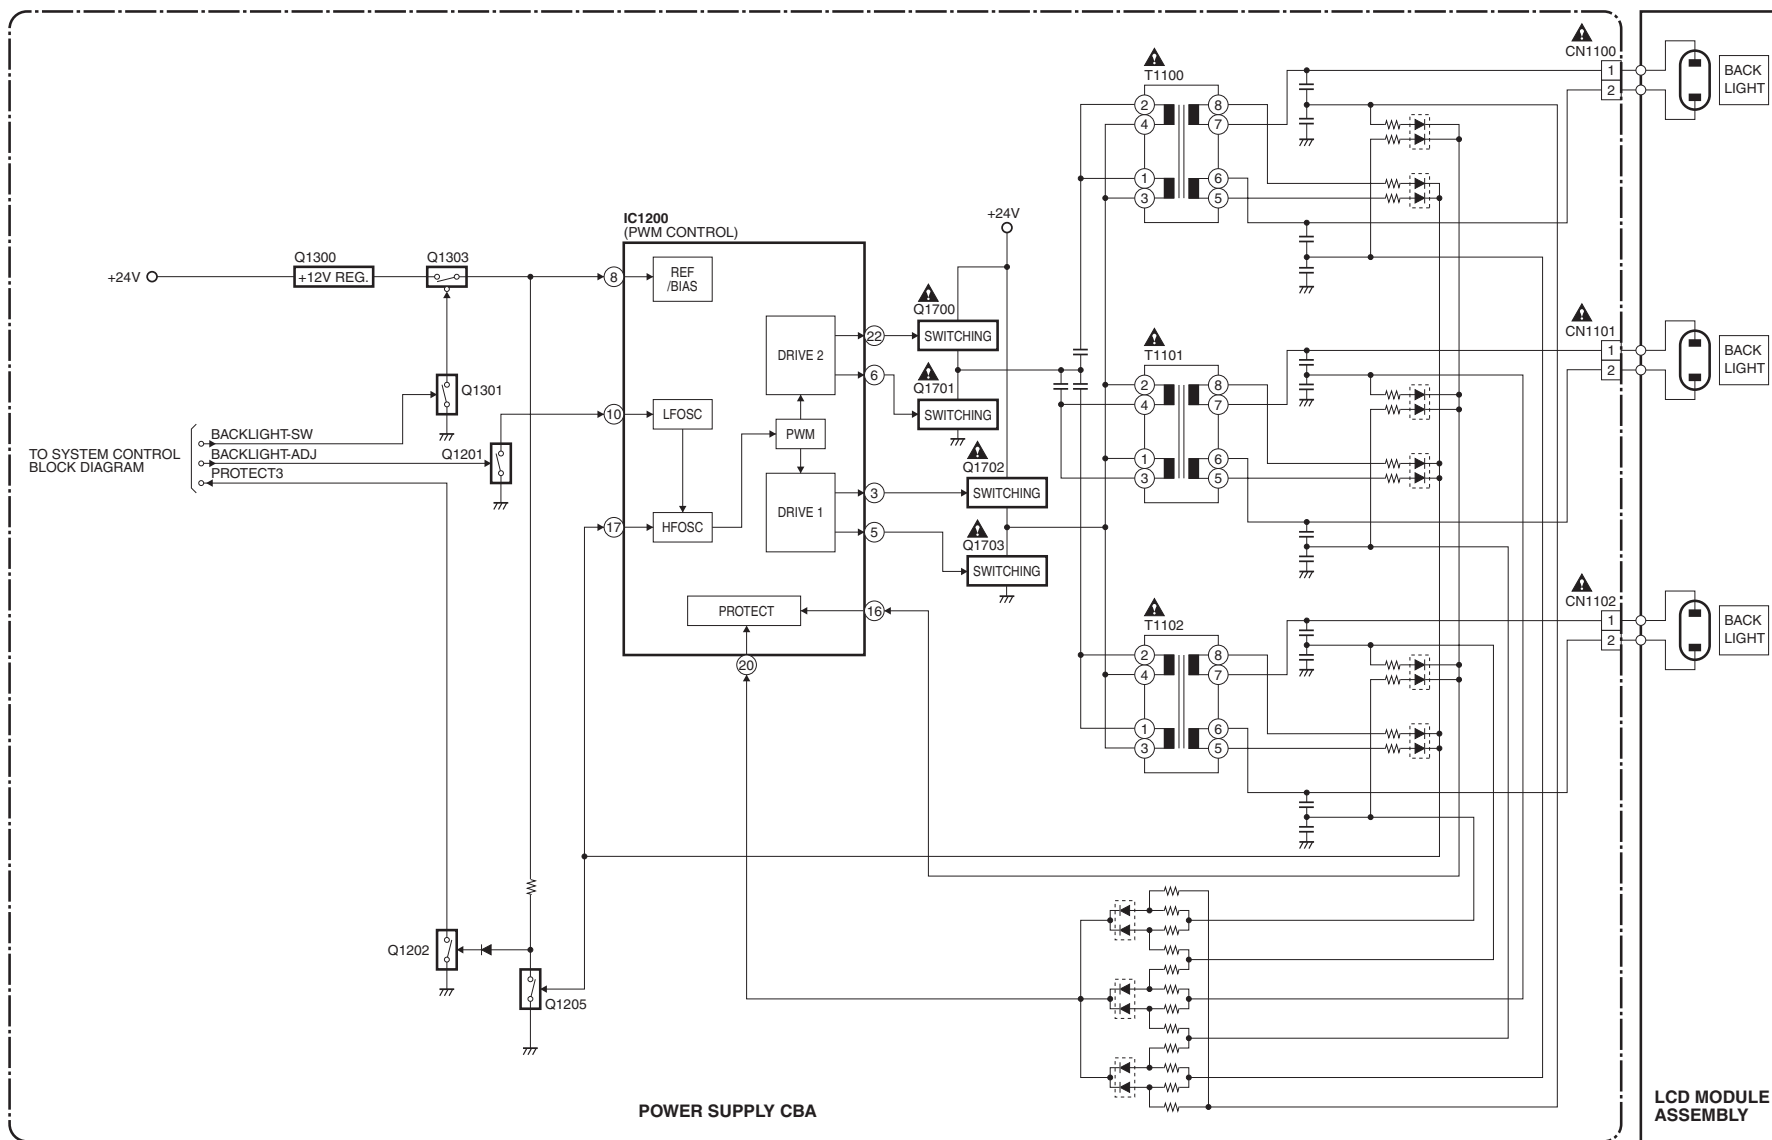 CN1100
T1100
1
2
BACK
LIGHT
2
4
8
7
1
3
6
5
IC1200
(PWM CONTROL)
+24V
+24V
Q1300
+12V REG.
Q1303
8
REF
/BIAS
Q1700
SWITCHING
22
DRIVE 2
6
Q1701
SWITCHING
CN1101
T1101
1
2
BACK
LIGHT
2
4
8
7
1
3
6
5
Q1301
10
LFOSC
PWM
TO SYSTEM CONTROL
BLOCK DIAGRAM
BACKLIGHT-SW
BACKLIGHT-ADJ
PROTECT3
Q1201
Q1702
SWITCHING
3
DRIVE 1
5
17
HFOSC
Q1703
SWITCHING
PROTECT
16
20
CN1102
T1102
1
2
BACK
LIGHT
2
4
8
7
1
3
6
5
Q1202
Q1205
POWER SUPPLY CBA
LCD MODULE
ASSEMBLY